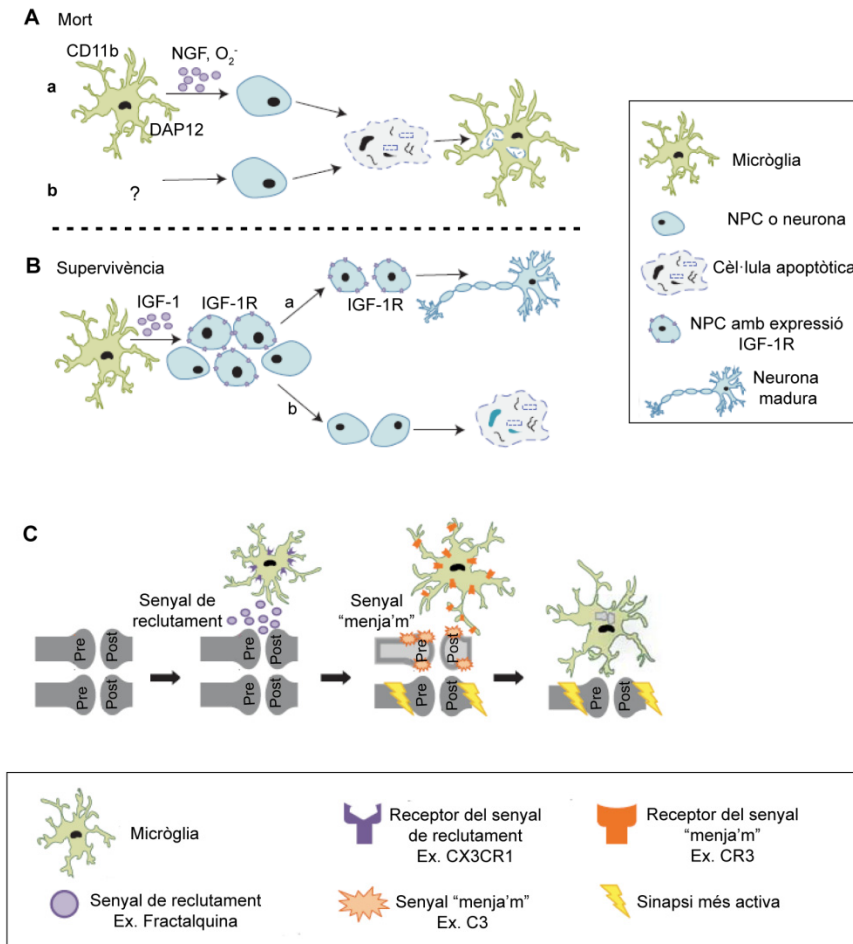 A Mort
CD11b
NGF, O₂⁻
a
DAP12
b
?
B Supervivència
IGF-1
IGF-1R
a
IGF-1R
b
Micròglia
NPC o neurona
Cèl·lula apoptòtica
NPC amb expressió
IGF-1R
Neurona
madura
C
Senyal de
reclutament
Senyal
“menja’m”
Pre
Post
Pre
Post
Pre
Post
Pre
Post
Pre
Post
Pre
Post
Pre
Post
Micròglia
Receptor del senyal
de reclutament
Ex. CX3CR1
Receptor del senyal
“menja’m”
Ex. CR3
Senyal de reclutament
Ex. Fractalquina
Senyal “menja’m”
Ex. C3
Sinapsi més activa